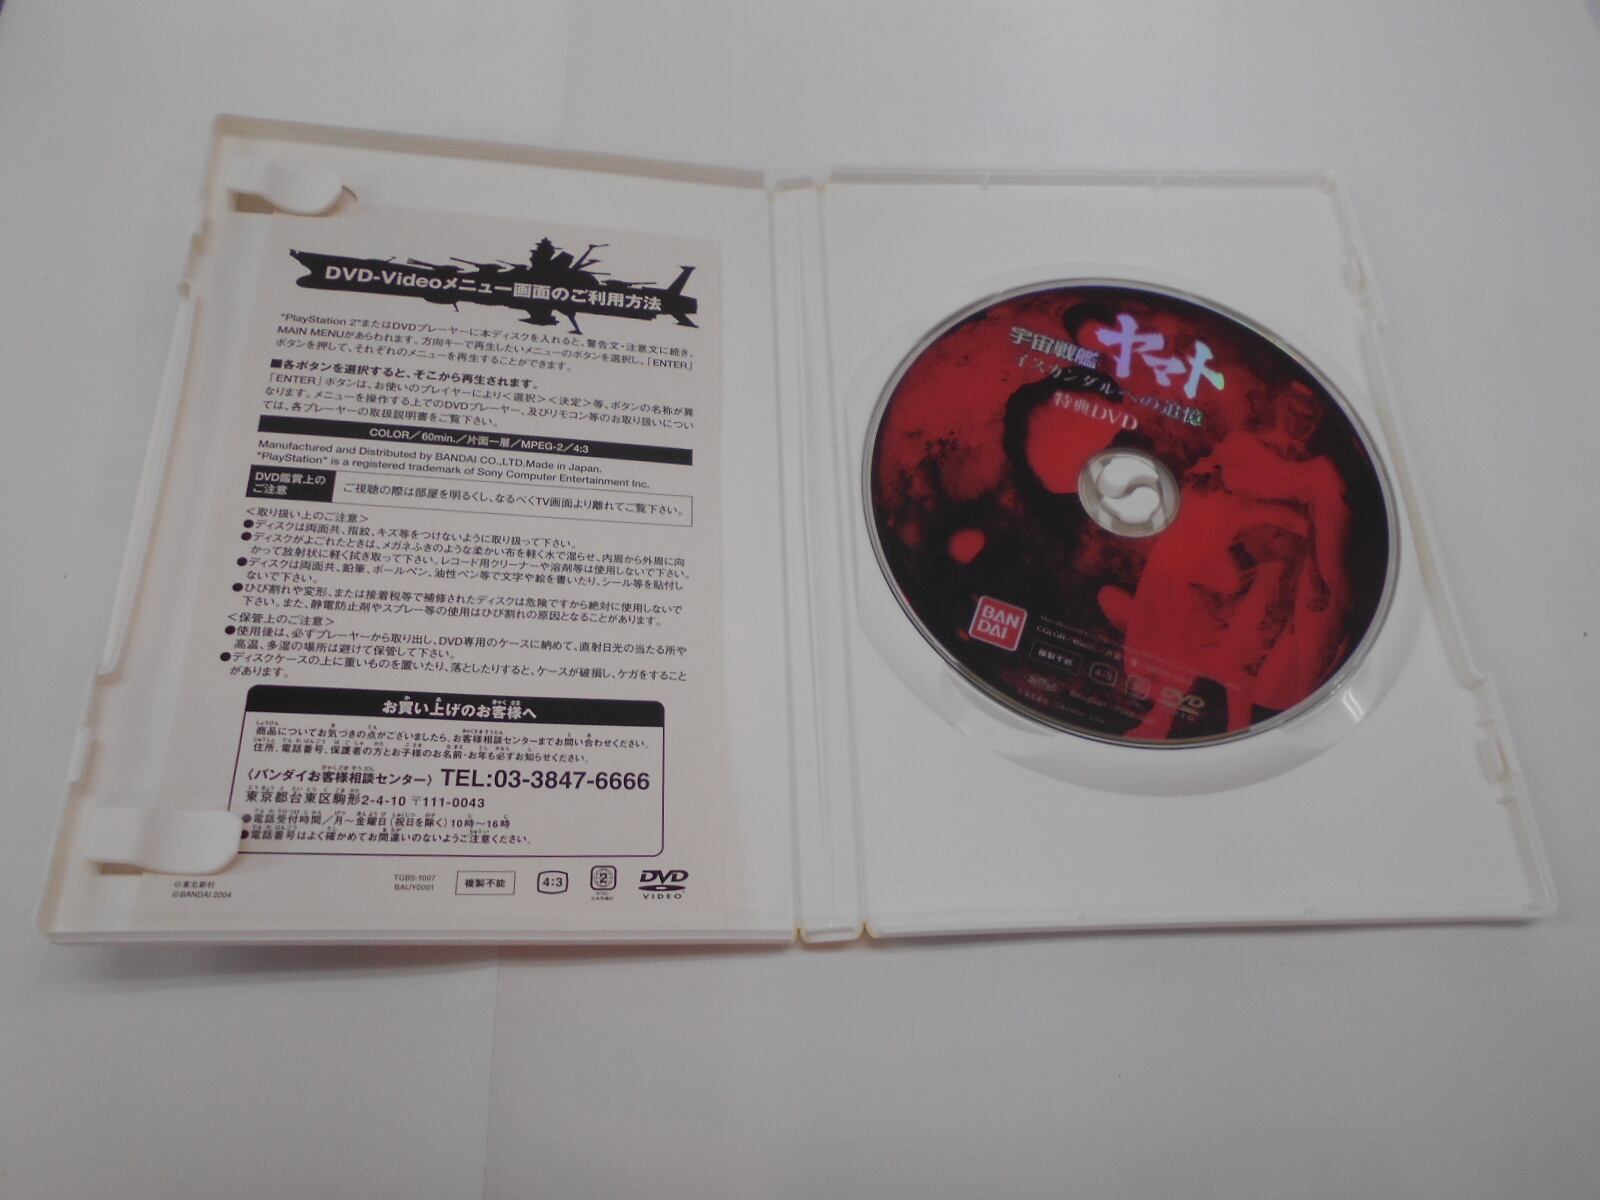 DVD-Videoメニュー画面のご利用方法
"PlayStation 2"またはDVDプレーヤーに本ディスクを入れると、警告文・注意文に続き、
MAIN MENUがあらわれます。方向キーで再生したいメニューのボタンを選択し、「ENTER」
ボタンを押して、それぞれのメニューを再生することができます。
■各ボタンを選択すると、そこから再生されます。
「ENTER」ボタンは、お使いのプレイヤーにより＜選択＞＜決定＞等、ボタンの名称が異
なります。メニューを操作する上でのDVDプレーヤー、及びリモコン等のお取り扱いについ
ては、各プレーヤーの取扱説明書をご覧下さい。
COLOR／60min.／片面一層／MPEG-2／4:3
Manufactured and Distributed by BANDAI CO.,LTD.Made in Japan.
"PlayStation" is a registered trademark of Sony Computer Entertainment Inc.
DVD鑑賞上の
ご注意
ご視聴の際は部屋を明るくし、なるべくTV画面より離れてご覧下さい。
＜取り扱い上のご注意＞
●ディスクは両面共、指紋、キズ等をつけないように取り扱って下さい。
●ディスクがよごれたときは、メガネふきのような柔かい布を軽く水で湿らせ、内周から外周に向
かって放射状に軽く拭き取って下さい。レコード用クリーナーや溶剤等は使用しないで下さい。
●ディスクは両面共、鉛筆、ボールペン、油性ペン等で文字や絵を書いたり、シール等を貼付し
ないで下さい。
●ひび割れや変形、または接着税等で補修されたディスクは危険ですから絶対に使用しないで
下さい。また、静電防止剤やスプレー等の使用はひび割れの原因となることがあります。
＜保管上のご注意＞
●使用後は、必ずプレーヤーから取り出し、DVD専用のケースに納めて、直射日光の当たる所や
高温、多湿の場所は避けて保管して下さい。
●ディスクケースの上に重いものを置いたり、落としたりすると、ケースが破損し、ケガをすること
があります。
お買い上げのお客様へ
商品についてお気づきの点がございましたら、お客様相談センターまでお問い合わせください。
住所、電話番号、保護者の方とお子様のお名前・お年も必ずお知らせください。
〈バンダイお客様相談センター〉 TEL:03-3847-6666
東京都台東区駒形2-4-10 〒111-0043
●電話受付時間／月〜金曜日（祝日を除く）10時〜16時
●電話番号はよく確かめてお間違いのないようご注意ください。
©東北新社
©BANDAI 2004
TGBS-1007
BAUY0001
複製不能
4:3
2
DVD
VIDEO
宇宙戦艦 ヤマト
イスカンダルへの追憶
特典DVD
BAN
DAI
複製不能
4:3
DVD